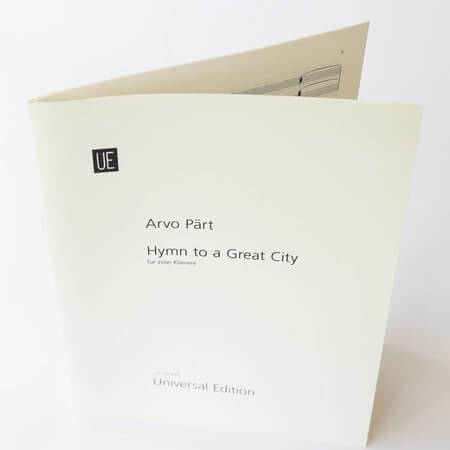 UE
Arvo Pärt
Hymn to a Great City
für zwei Klaviere
Universal Edition